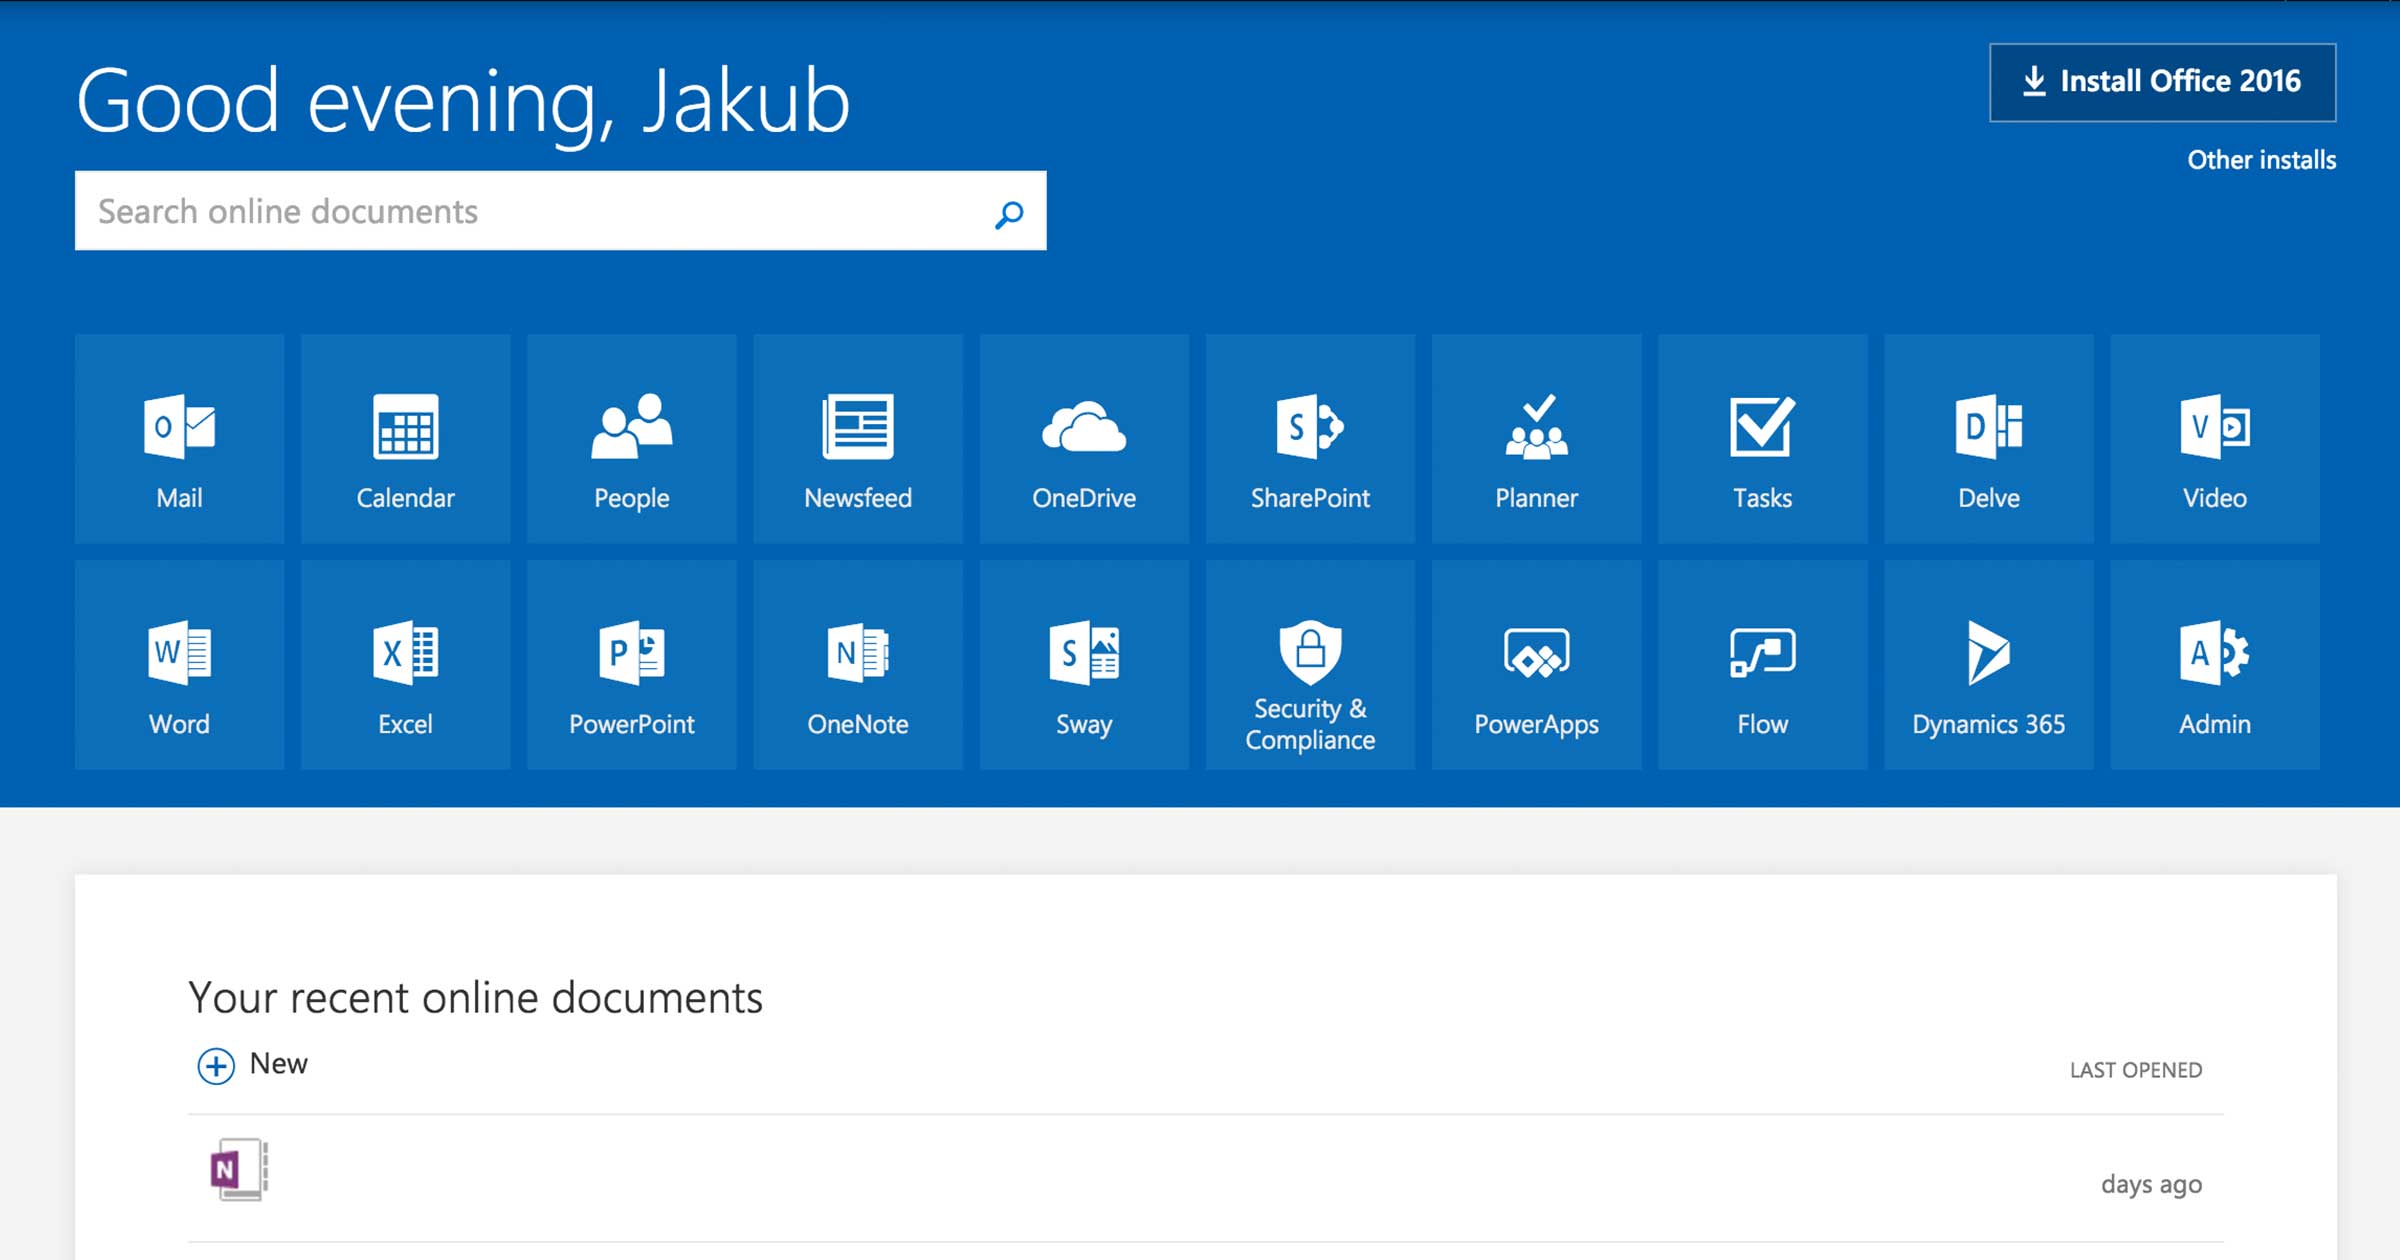 Good evening, Jakub
Install Office 2016
Other installs
Search online documents
Mail
Calendar
People
Newsfeed
OneDrive
SharePoint
Planner
Tasks
Delve
Video
Word
Excel
PowerPoint
OneNote
Sway
Security &
Compliance
PowerApps
Flow
Dynamics 365
Admin
Your recent online documents
New
LAST OPENED
days ago